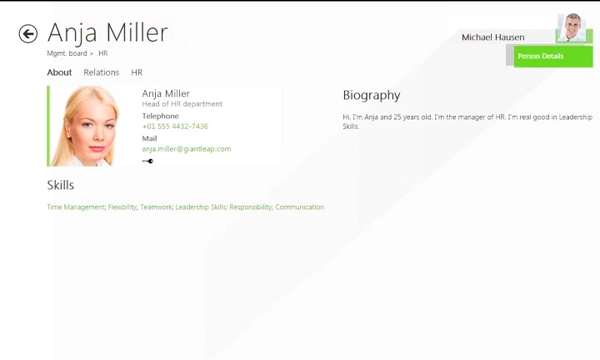 Anja Miller
Michael Hausen
Mgmt. board > HR
Person Details
About Relations HR
Anja Miller
Head of HR department
Telephone
+01 555 4432-7436
Mail
anja.miller@giantleap.com
Biography
Hi, I'm Anja and 25 years old. I'm the manager of HR. I'm real good in Leadership
Skills.
Skills
Time Management; Flexibility; Teamwork; Leadership Skills; Responsibility; Communication